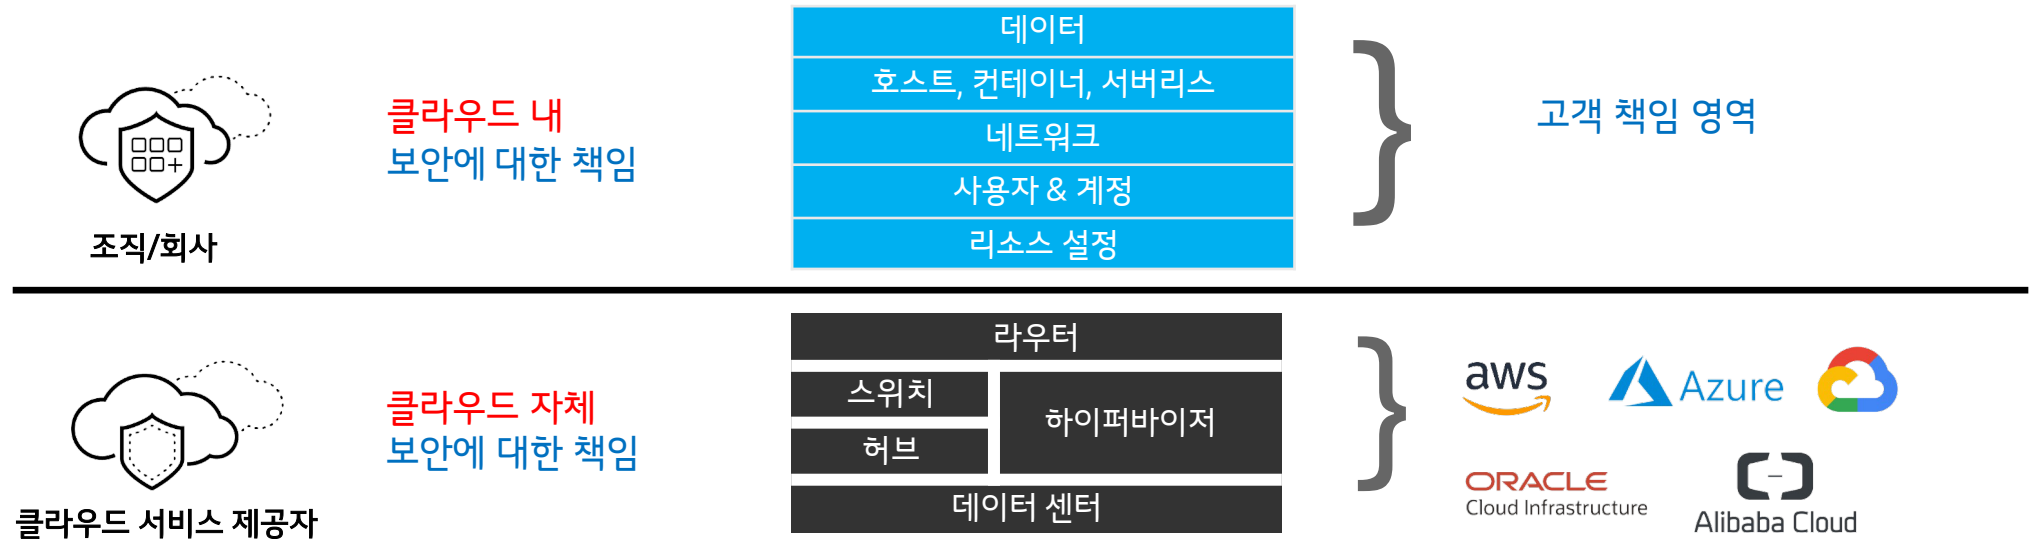 데이터
호스트, 컨테이너, 서버리스
네트워크
사용자 & 계정
리소스 설정
클라우드 내
보안에 대한 책임
고객 책임 영역
조직/회사
라우터
스위치
허브
하이퍼바이저
데이터 센터
클라우드 자체
보안에 대한 책임
클라우드 서비스 제공자
aws
Azure
ORACLE
Cloud Infrastructure
Alibaba Cloud